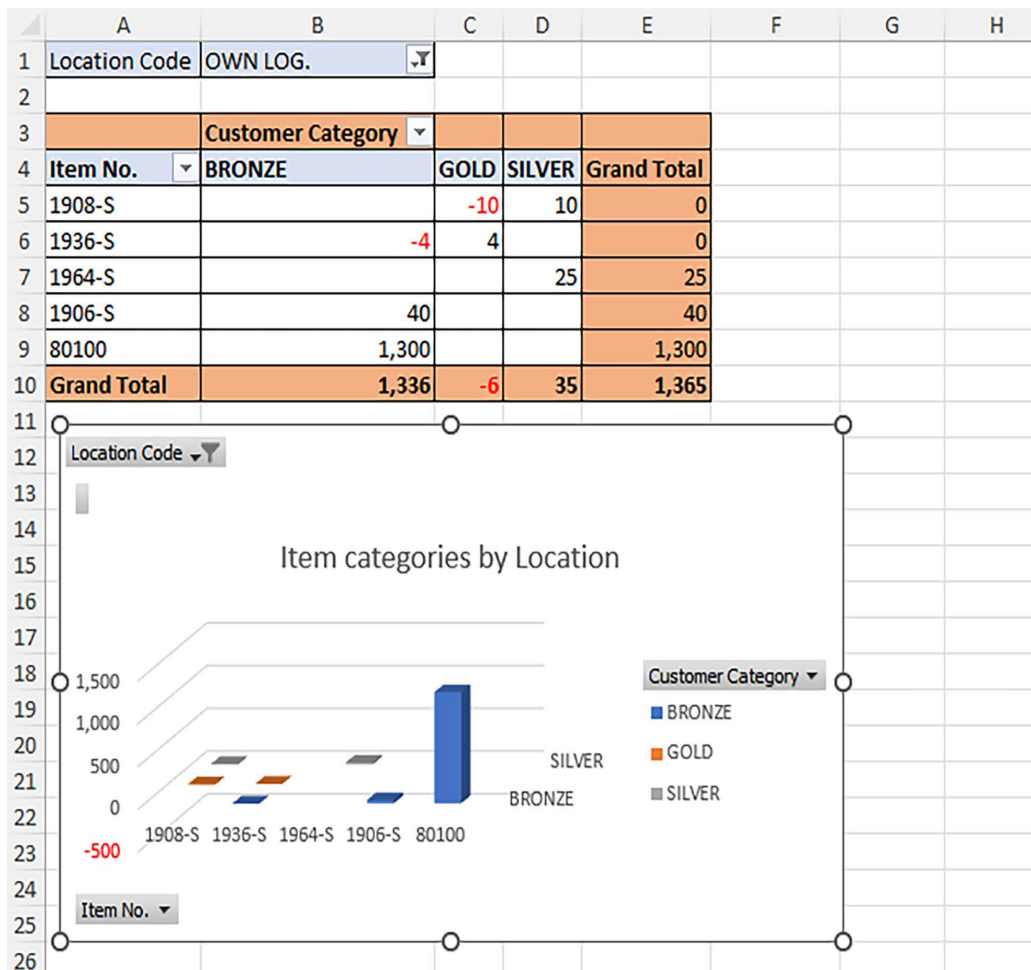 A B C D E F G H
1 Location Code OWN LOG.
2
3 Customer Category
4 Item No. BRONZE GOLD SILVER Grand Total
5 1908-S -10 10 0
6 1936-S -4 4 0
7 1964-S 25 25
8 1906-S 40 40
9 80100 1,300 1,300
10 Grand Total 1,336 -6 35 1,365
11
12
13
14
15
16
17
18
19
20
21
22
23
24
25
26
Location Code
Item categories by Location
1,500
1,000
500
0
-500
1908-S 1936-S 1964-S 1906-S 80100
SILVER
BRONZE
Customer Category
BRONZE
GOLD
SILVER
Item No.